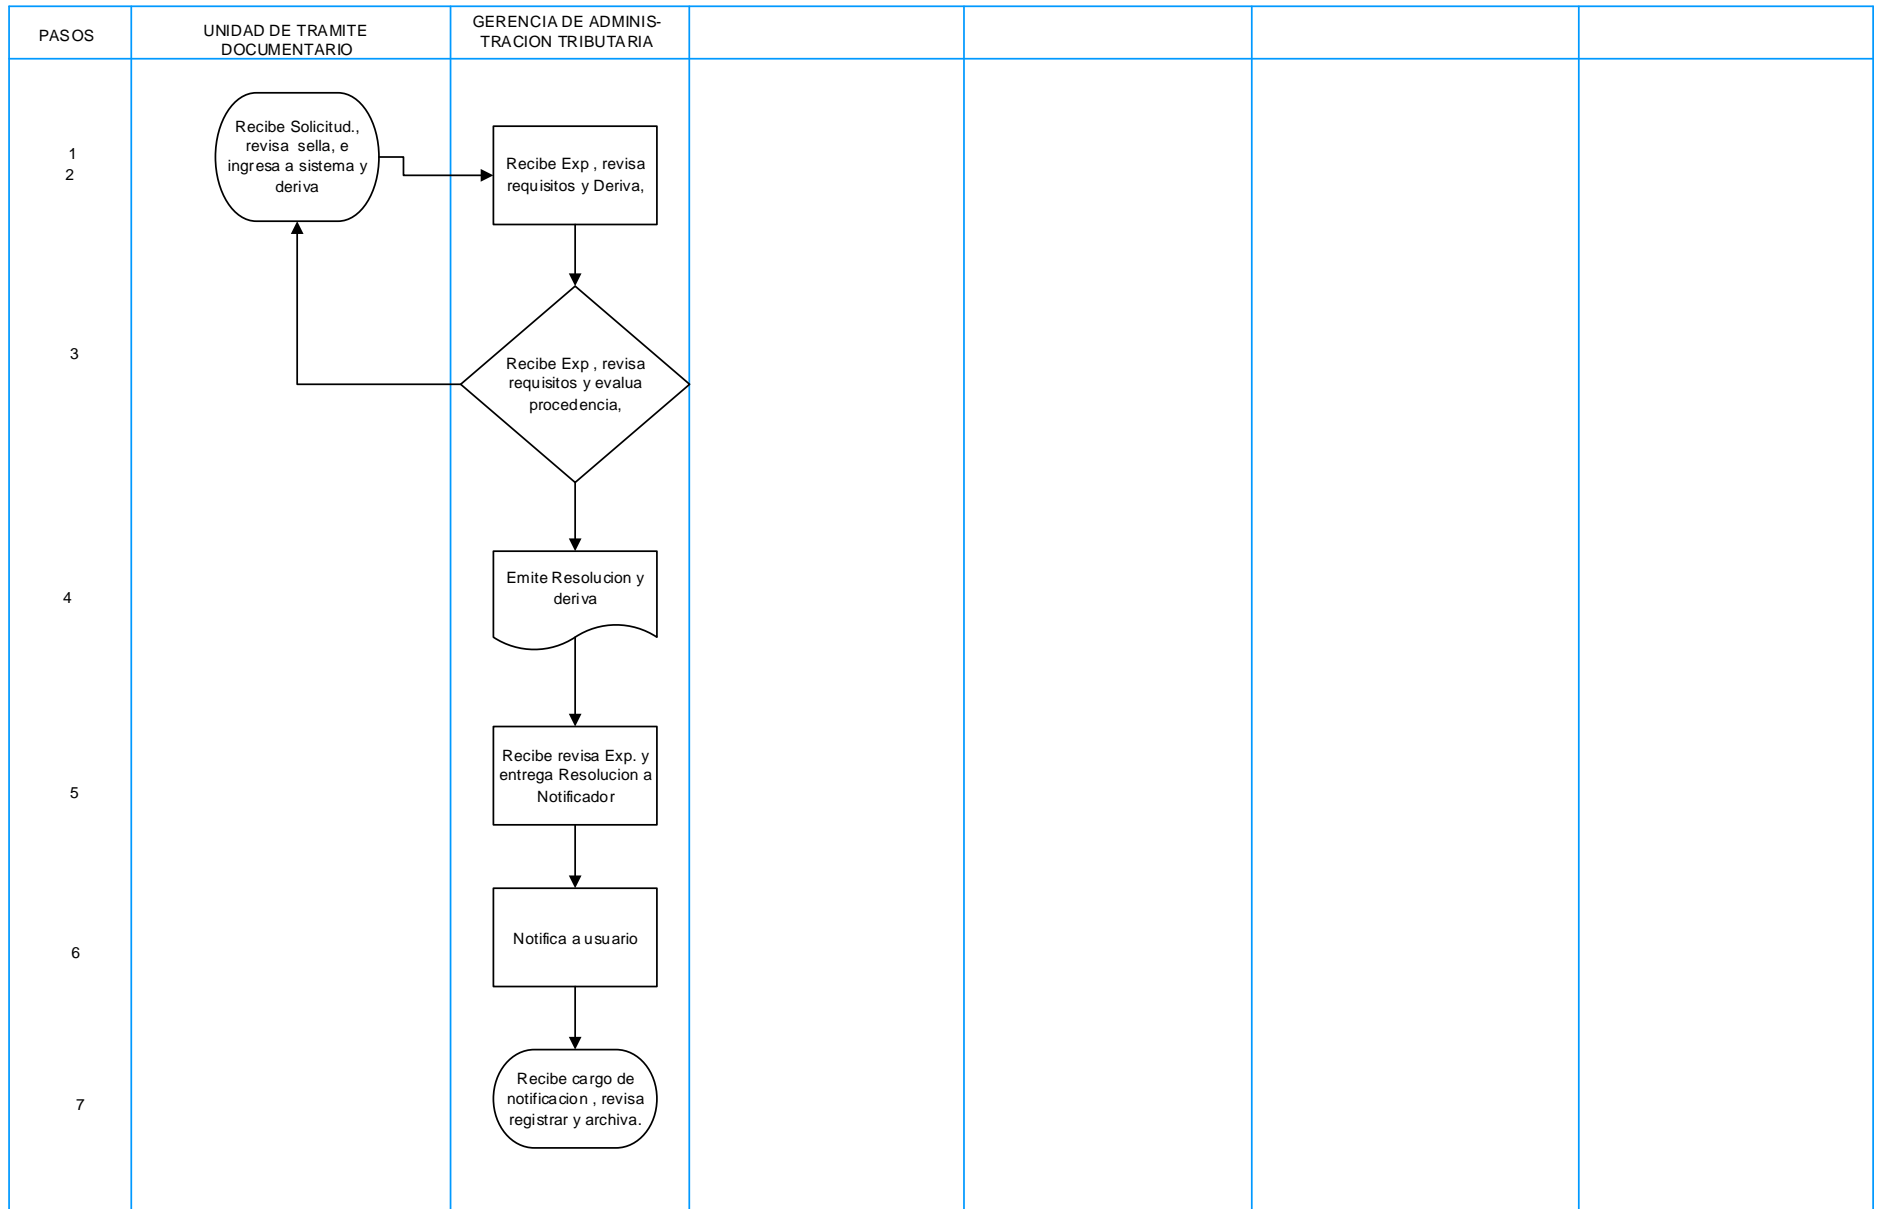 PASOS
UNIDAD DE TRAMITE
DOCUMENTARIO
GERENCIA DE ADMINIS-
TRACION TRIBUTARIA
1
2
Recibe Solicitud.,
revisa sella, e
ingresa a sistema y
deriva
Recibe Exp , revisa
requisitos y Deriva,
3
Recibe Exp , revisa
requisitos y evalua
procedencia,
4
Emite Resolucion y
deriva
5
Recibe revisa Exp. y
entrega Resolucion a
Notificador
6
Notifica a usuario
7
Recibe cargo de
notificacion , revisa
registrar y archiva.